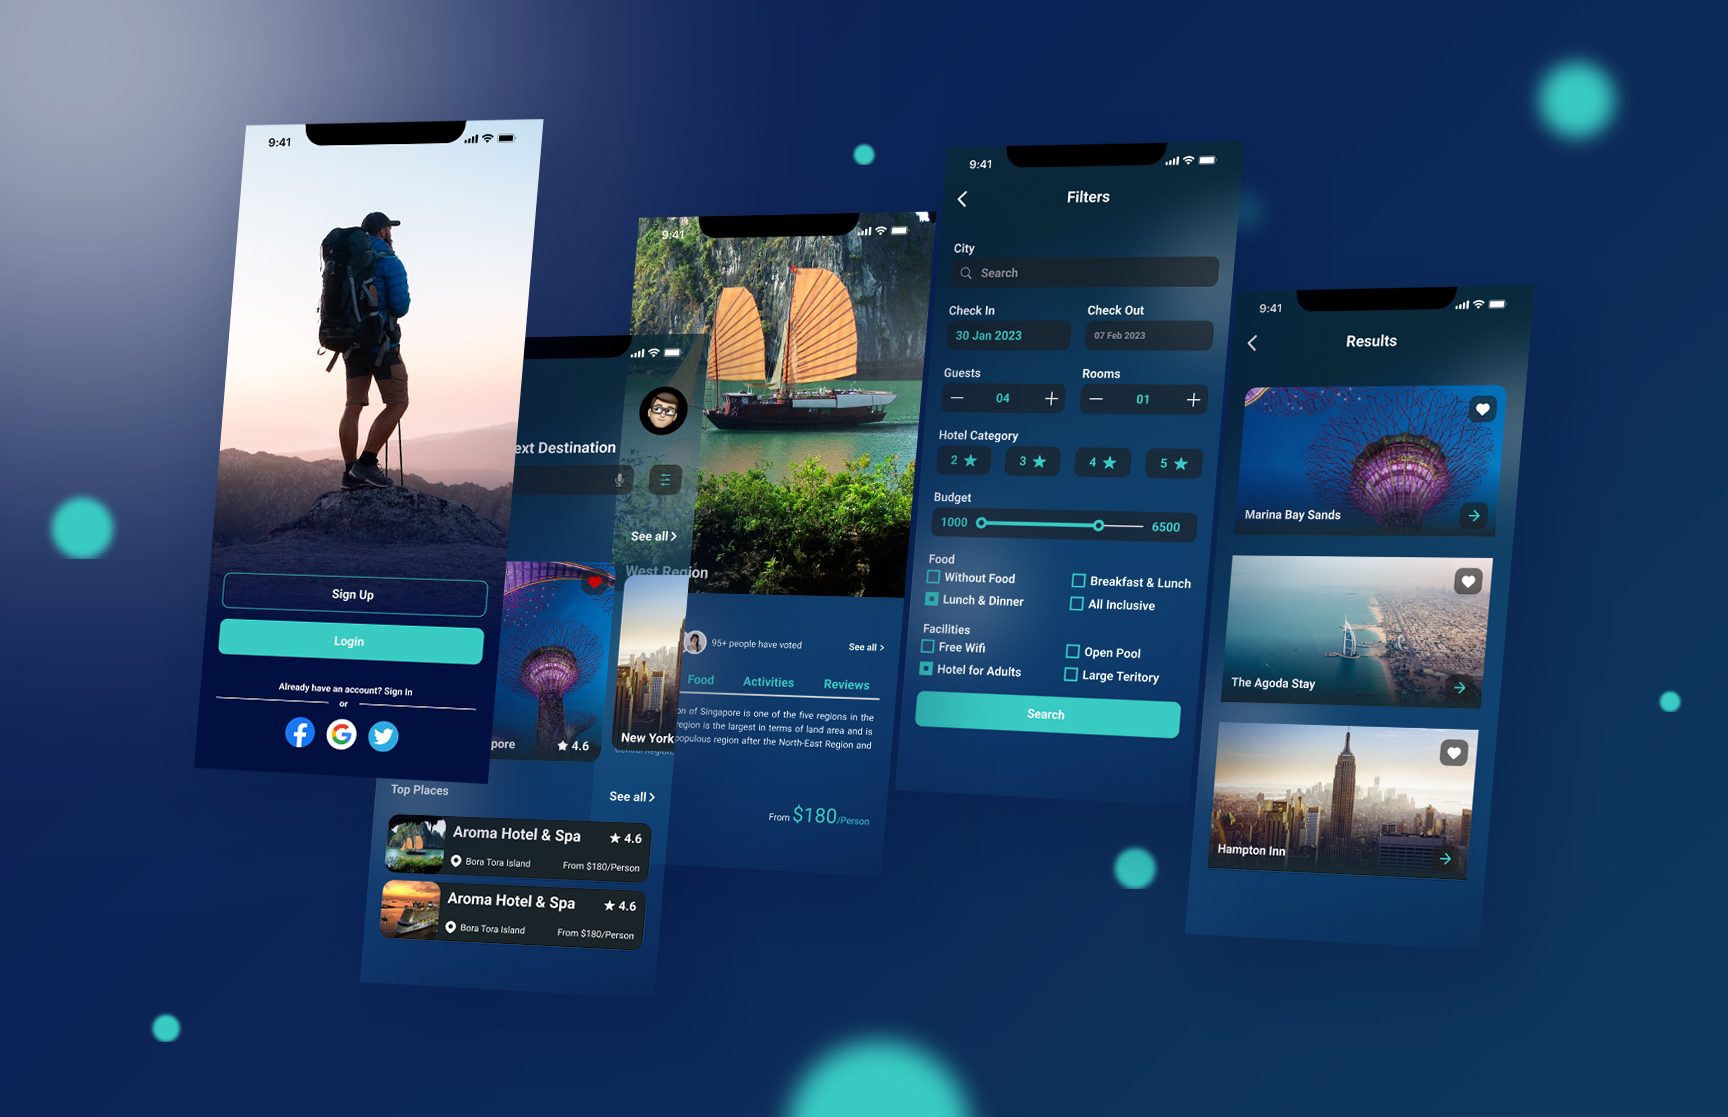 9:41
Sign Up
Login
Already have an account? Sign In
or
ext Destination
See all >
West Region
pore
4.6
New York
Top Places
See all >
Aroma Hotel & Spa
4.6
Bora Tora Island
From $180/Person
Aroma Hotel & Spa
4.6
Bora Tora Island
From $180/Person
9:41
95+ people have voted
See all >
Food
Activities
Reviews
on of Singapore is one of the five regions in the
region is the largest in terms of land area and is
populous region after the North-East Region and
Central Region
From $180/Person
9:41
Filters
City
Search
Check In
Check Out
30 Jan 2023
07 Feb 2023
Guests
Rooms
04
01
Hotel Category
2
3
4
5
Budget
1000
6500
Food
Without Food
Breakfast & Lunch
Lunch & Dinner
All Inclusive
Facilities
Free Wifi
Open Pool
Hotel for Adults
Large Teritory
Search
9:41
Results
Marina Bay Sands
The Agoda Stay
Hampton Inn